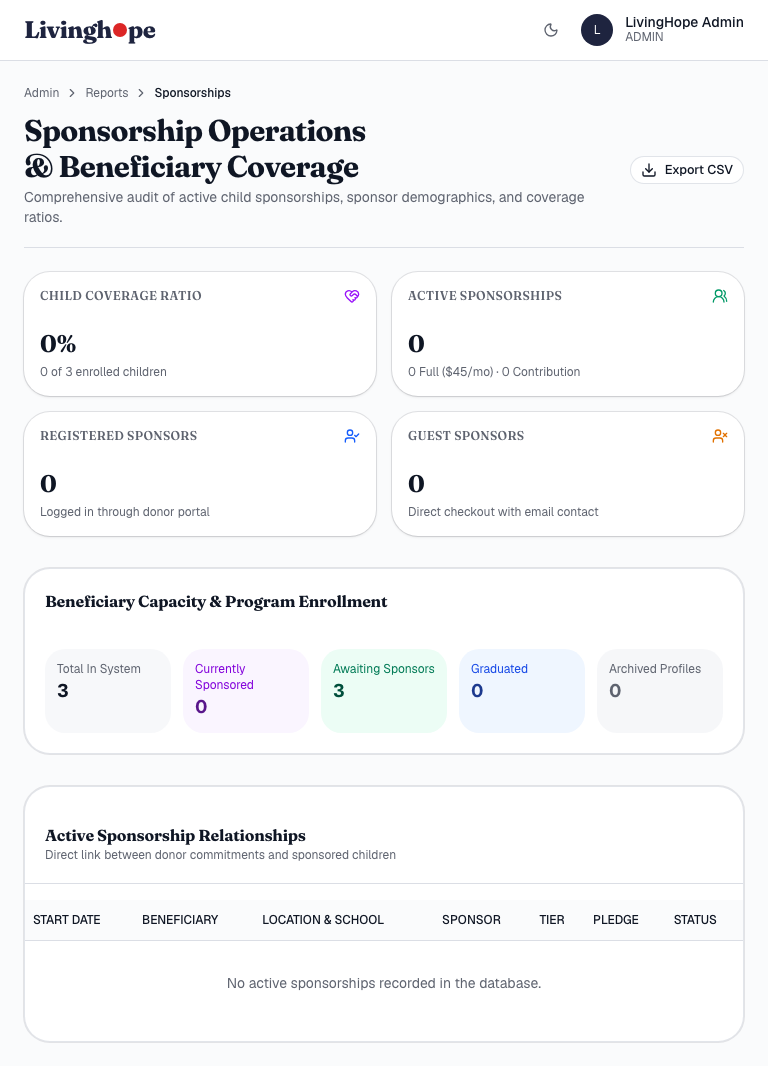 Livinghope
L
LivingHope Admin
ADMIN
Admin > Reports > Sponsorships
Sponsorship Operations
& Beneficiary Coverage
Comprehensive audit of active child sponsorships, sponsor demographics, and coverage
ratios.
Export CSV
CHILD COVERAGE RATIO
0%
0 of 3 enrolled children
ACTIVE SPONSORSHIPS
0
0 Full ($45/mo) · 0 Contribution
REGISTERED SPONSORS
0
Logged in through donor portal
GUEST SPONSORS
0
Direct checkout with email contact
Beneficiary Capacity & Program Enrollment
Total In System
3
Currently
Sponsored
0
Awaiting Sponsors
3
Graduated
0
Archived Profiles
0
Active Sponsorship Relationships
Direct link between donor commitments and sponsored children
START DATE BENEFICIARY LOCATION & SCHOOL SPONSOR TIER PLEDGE STATUS
No active sponsorships recorded in the database.